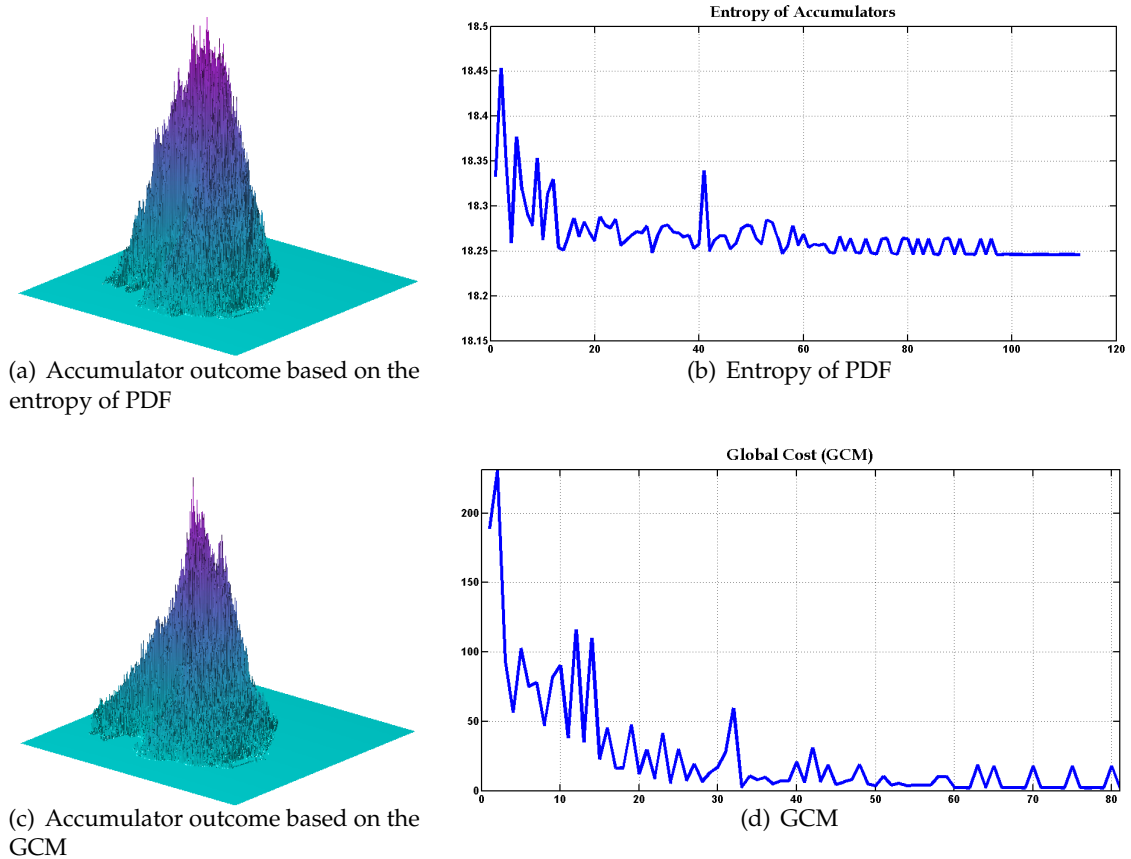 Entropy of Accumulators
18.5
18.45
18.4
18.35
18.3
18.25
18.2
18.15
0 20 40 60 80 100 120
(a) Accumulator outcome based on the
entropy of PDF
(b) Entropy of PDF
Global Cost (GCM)
200
150
100
50
0
0 10 20 30 40 50 60 70 80
(c) Accumulator outcome based on the
GCM
(d) GCM